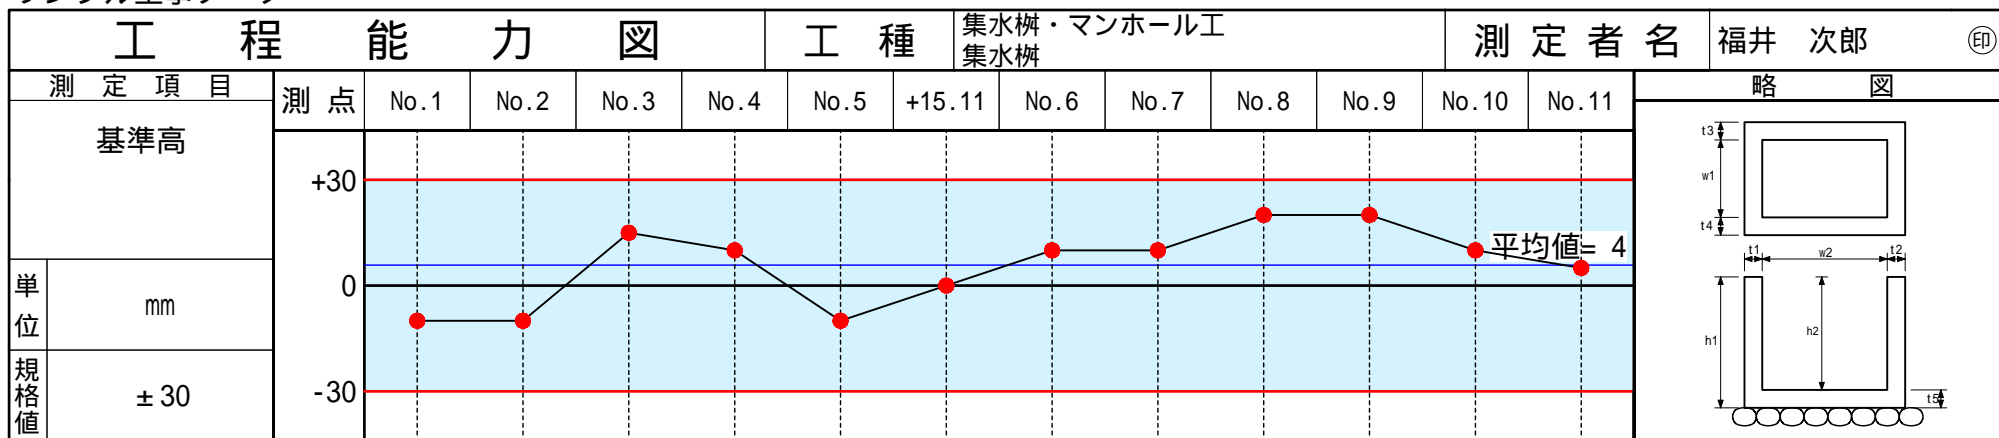 工程能力図 工種 集水桝・マンホール工
集水桝
測定者名 福井 次郎 ㊞
測定項目 測点 No.1 No.2 No.3 No.4 No.5 +15.11 No.6 No.7 No.8 No.9 No.10 No.11 略図
基準高
+30
0
-30
平均値= 4
単位 mm
規格値 ±30
t3
w1
t4
t1 w2 t2
h1 h2
t5